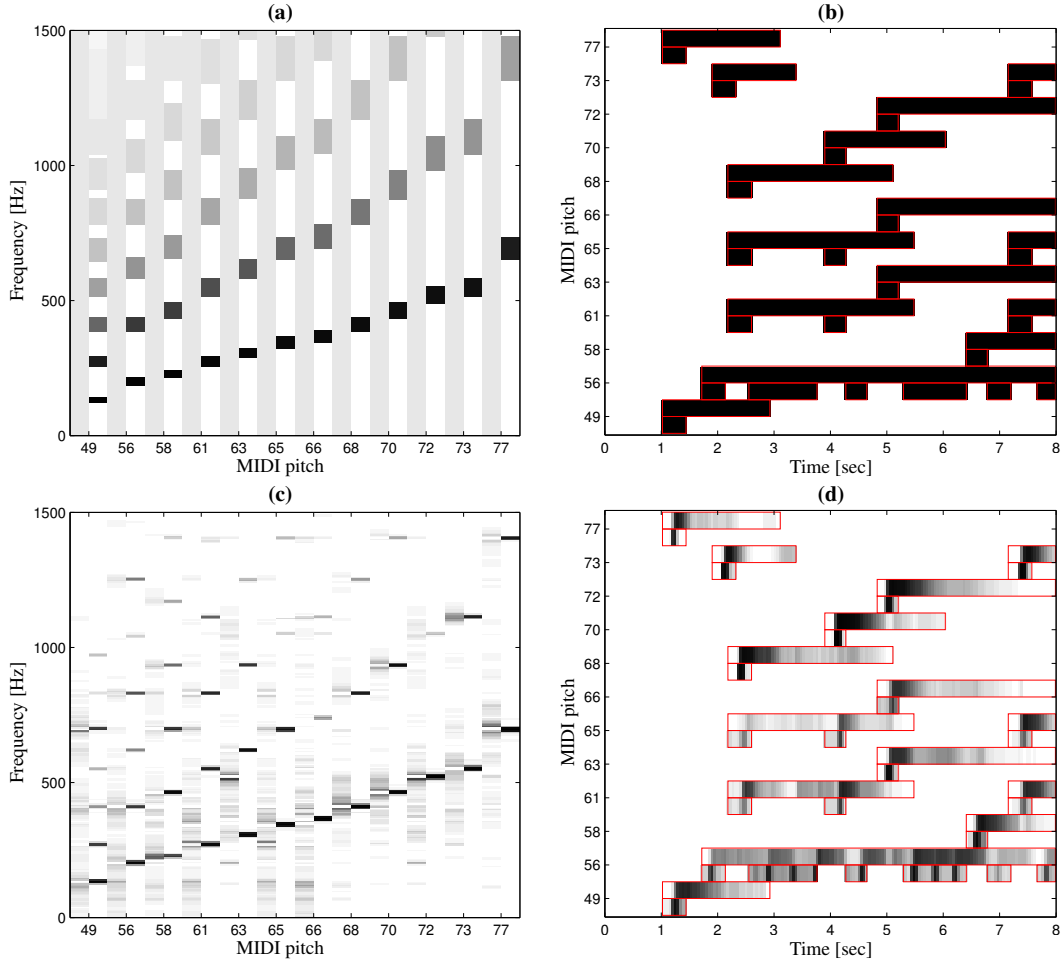 (a)
1500
1000
500
0
Frequency [Hz]
49 56 58 61 63 65 66 68 70 72 73 77
MIDI pitch
(b)
77
73
72
70
68
66
65
63
61
58
56
49
MIDI pitch
0 1 2 3 4 5 6 7 8
Time [sec]
(c)
1500
1000
500
0
Frequency [Hz]
49 56 58 61 63 65 66 68 70 72 73 77
MIDI pitch
(d)
77
73
72
70
68
66
65
63
61
58
56
49
MIDI pitch
0 1 2 3 4 5 6 7 8
Time [sec]